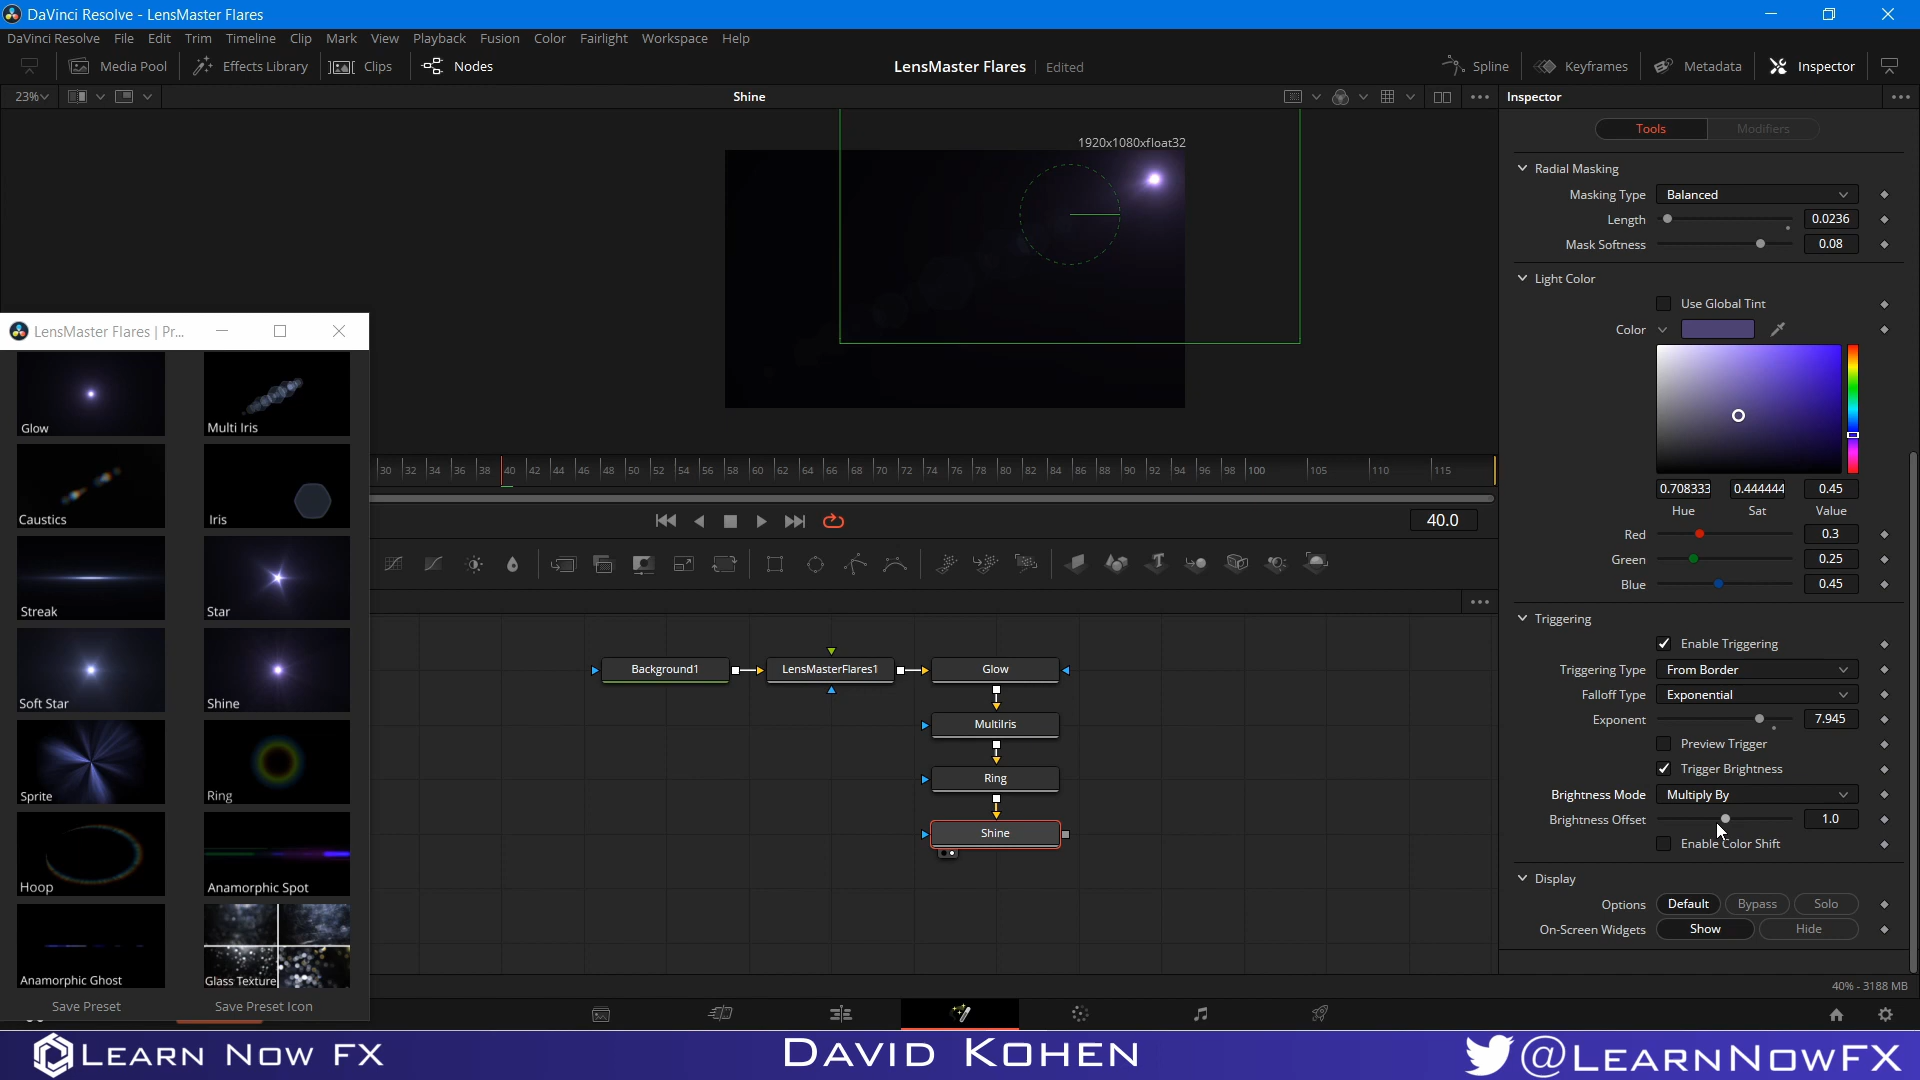 DaVinci Resolve - LensMaster Flares
DaVinci Resolve File Edit Trim Timeline Clip Mark View Playback Fusion Color Fairlight Workspace Help
Media Pool Effects Library Clips Nodes LensMaster Flares Edited Spline Keyframes Metadata Inspector
23% Shine Inspector
Tools Modifiers
1920x1080xfloat32
Radial Masking
Masking Type Balanced
Length 0.0236
Mask Softness 0.08
Light Color
Use Global Tint
Color
0.708333 0.444444 0.45
Hue Sat Value
Red 0.3
Green 0.25
Blue 0.45
Triggering
Enable Triggering
Triggering Type From Border
Falloff Type Exponential
Exponent 7.945
Preview Trigger
Trigger Brightness
Brightness Mode Multiply By
Brightness Offset 1.0
Enable Color Shift
Display
Options Default Bypass Solo
On-Screen Widgets Show Hide
40% - 3188 MB
LensMaster Flares | Pr...
Glow Multi Iris
Caustics Iris
Streak Star
Soft Star Shine
Sprite Ring
Hoop Anamorphic Spot
Anamorphic Ghost Glass Texture
Save Preset Save Preset Icon
30 32 34 36 38 40 42 44 46 48 50 52 54 56 58 60 62 64 66 68 70 72 74 76 78 80 82 84 86 88 90 92 94 96 98 100 105 110 115
40.0
Background1 LensMasterFlares1 Glow
MultiIris
Ring
Shine
LEARN NOW FX DAVID KOHEN @LEARNNOWFX